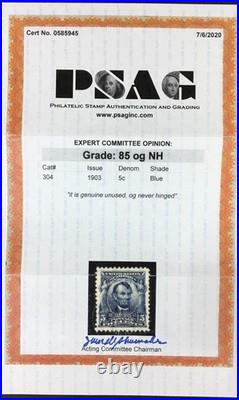 Cert No. 0585945 7/6/2020
PSAG
PHILATELIC STAMP AUTHENTICATION AND GRADING
www.psaginc.com
EXPERT COMMITTEE OPINION:
Grade: 85 og NH
Cat# Issue Denom. Shade
304 1903 5c Blue
"it is genuine unused, og never hinged".
Acting Committee Chairman